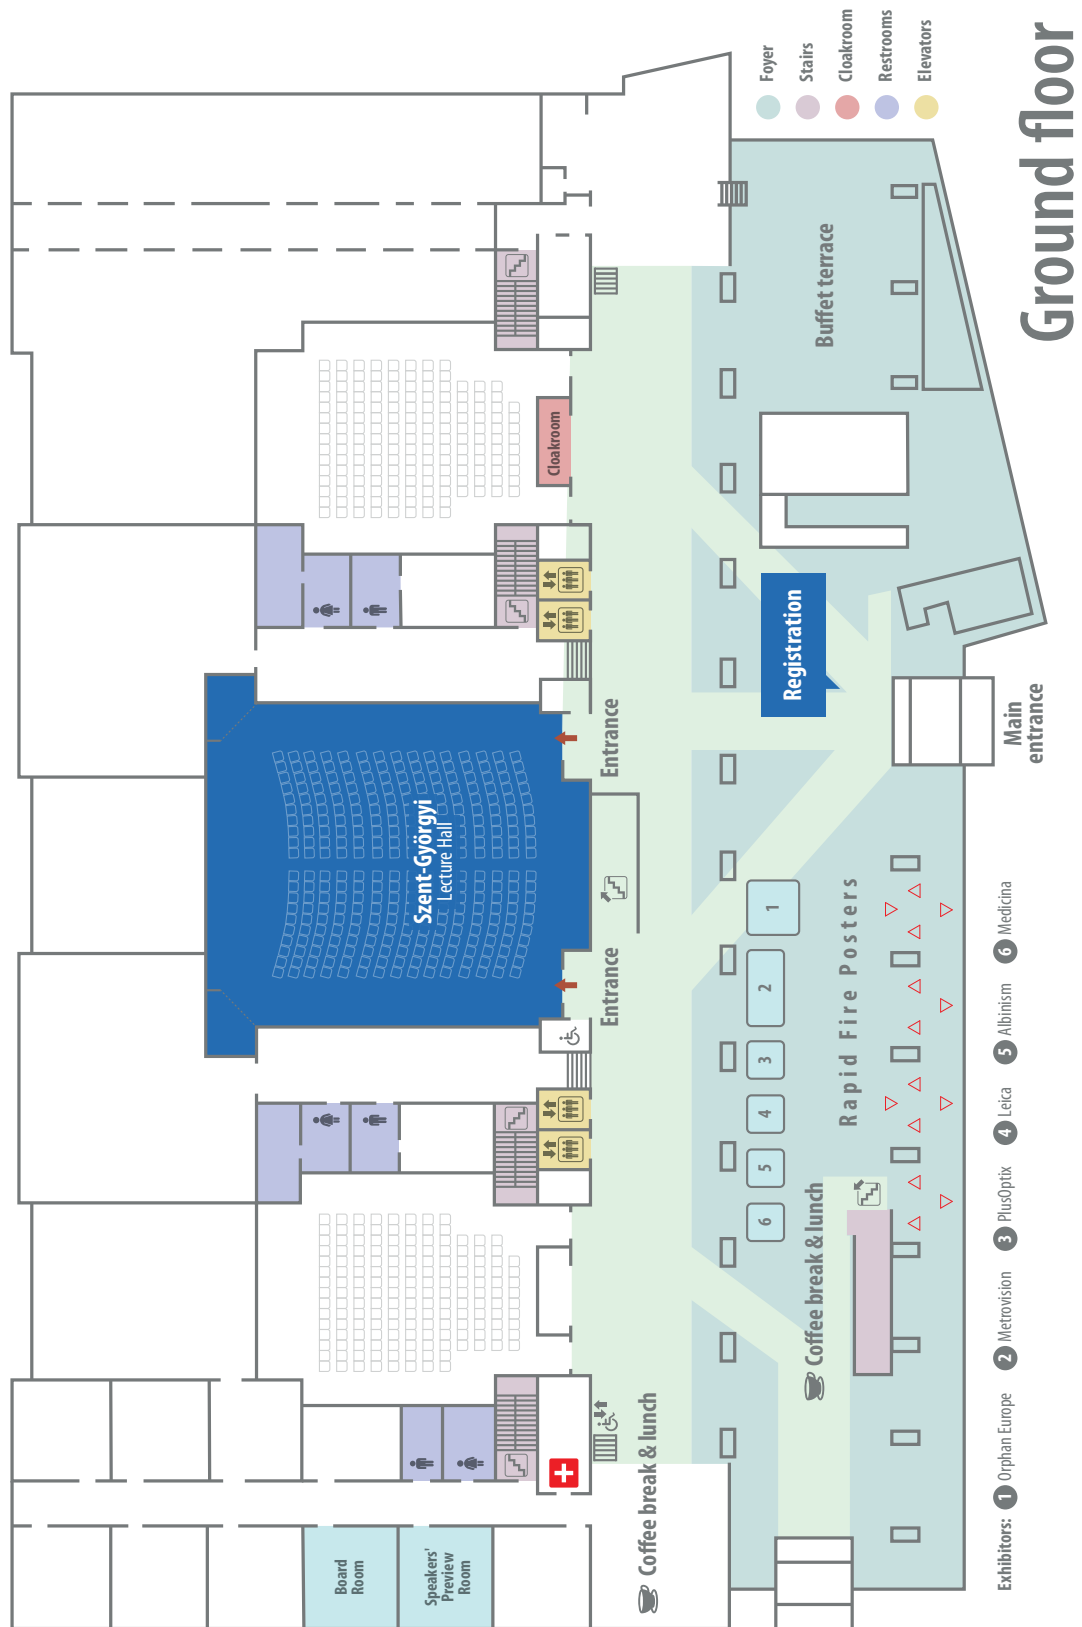 Ground floor
Foyer
Stairs
Cloakroom
Restrooms
Elevators
Board
Room
Speakers'
Preview
Room
Szent-Györgyi
Lecture Hall
Cloakroom
Entrance
Entrance
Coffee break & lunch
Coffee break & lunch
Registration
Buffet terrace
Rapid Fire Posters
1
2
3
4
5
6
Main
entrance
Exhibitors: 1 Orphan Europe 2 Metrovision 3 PlusOptix 4 Leica 5 Albinism 6 Medicina